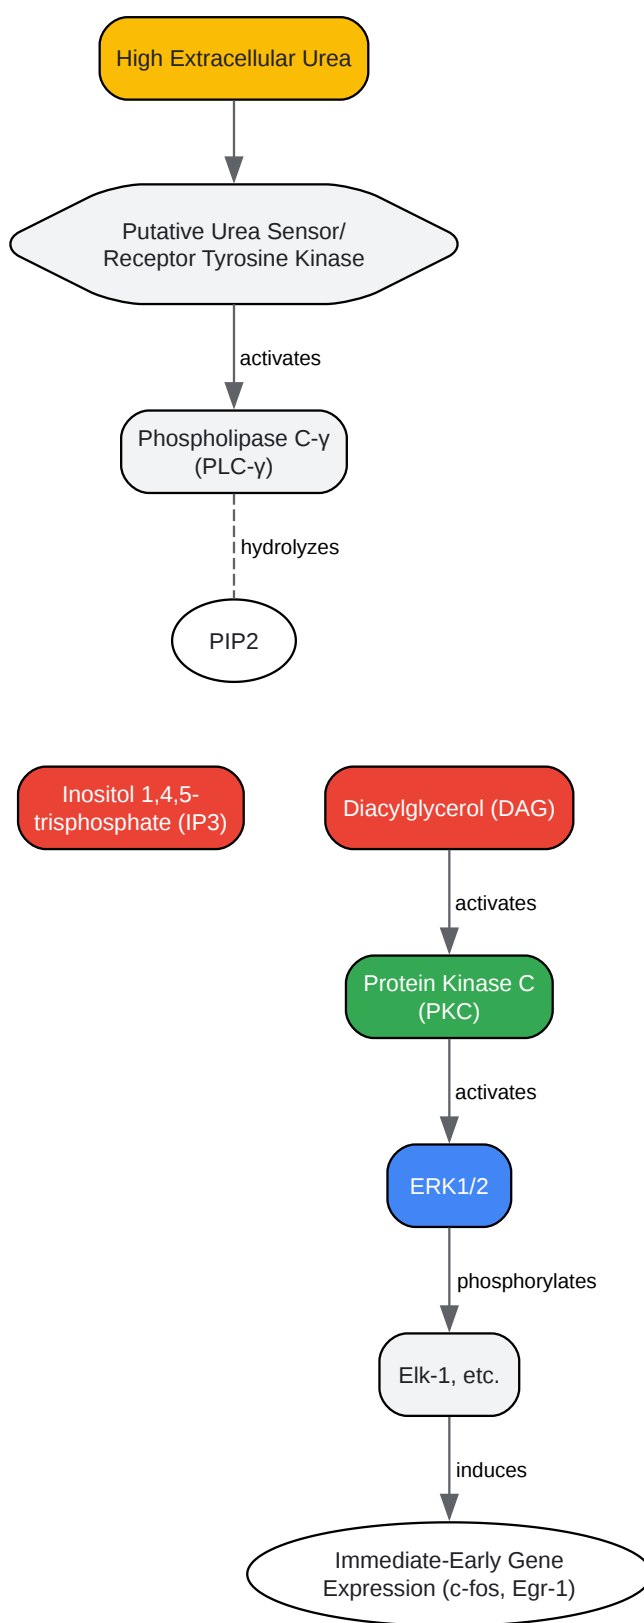 High Extracellular Urea
Putative Urea Sensor/
Receptor Tyrosine Kinase
activates
Phospholipase C-γ
(PLC-γ)
hydrolyzes
PIP2
Inositol 1,4,5-
trisphosphate (IP3)
Diacylglycerol (DAG)
activates
Protein Kinase C
(PKC)
activates
ERK1/2
phosphorylates
Elk-1, etc.
induces
Immediate-Early Gene
Expression (c-fos, Egr-1)